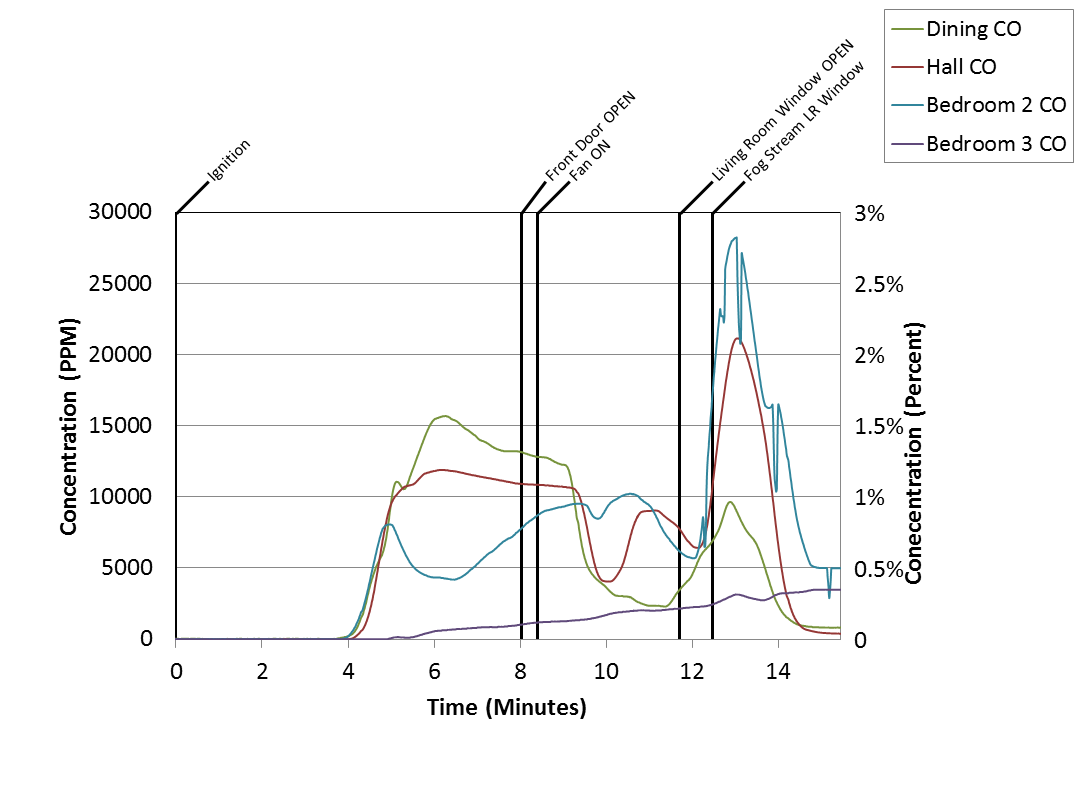 Dining CO
Hall CO
Bedroom 2 CO
Bedroom 3 CO
Ignition
Front Door OPEN
Fan ON
Living Room Window OPEN
Fog Stream LR Window
30000
25000
20000
15000
10000
5000
0
3%
2.5%
2%
1.5%
1%
0.5%
0
Concentration (PPM)
Conecentration (Percent)
0 2 4 6 8 10 12 14
Time (Minutes)